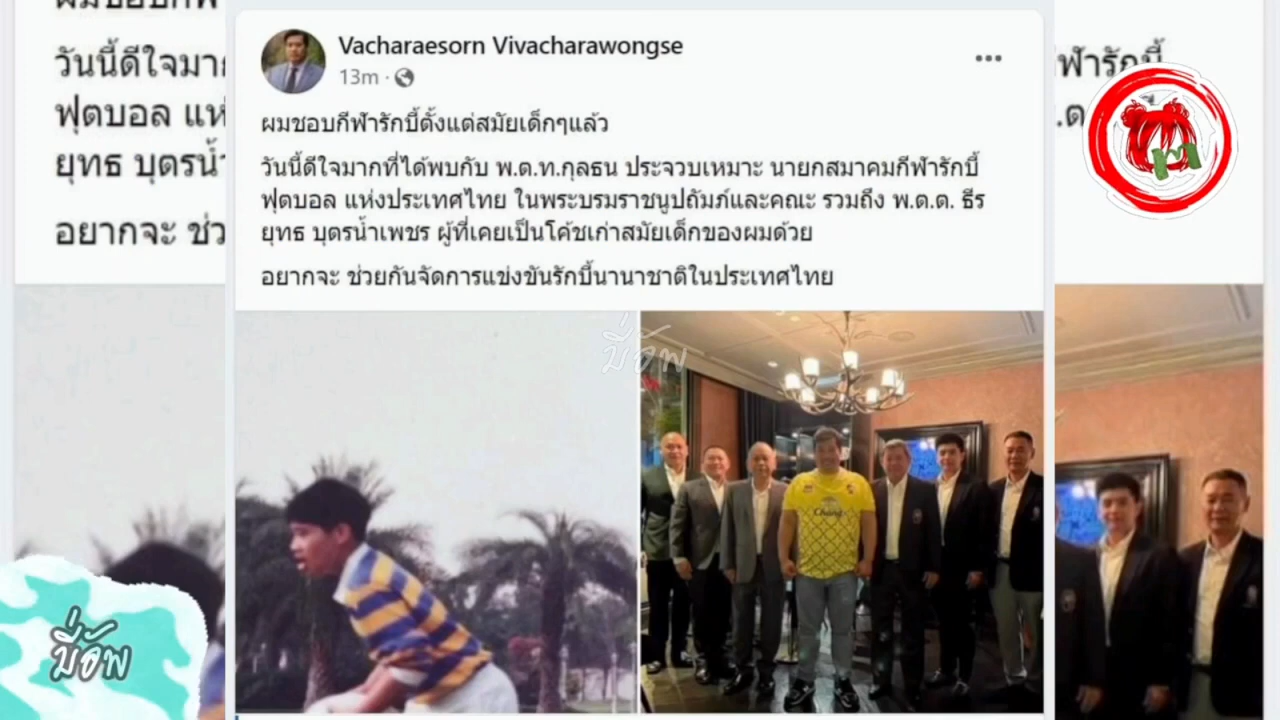 Vacharaesorn Vivacharawongse
13m
ผมชอบกีฬารักบี้ตั้งแต่สมัยเด็กๆแล้ว
วันนี้ดีใจมากที่ได้พบกับ พ.ต.ท.กุลธน ประจวบเหมาะ นายกสมาคมกีฬารักบี้
ฟุตบอล แห่งประเทศไทย ในพระบรมราชนูปถัมภ์และคณะ รวมถึง พ.ต.ต. ธีร
ยุทธ บุตรน้ำเพชร ผู้ที่เคยเป็นโค้ชเก่าสมัยเด็กของผมด้วย
อยากจะ ช่วยกันจัดการแข่งขันรักบี้นานาชาติในประเทศไทย
วันนี้ดีใจมา
ฟุตบอล แห่
ยุทธ บุตรน้ำ
อยากจะ ช่ว
ฬารักบี้
Chang
มี่อัพ
มี่อัพ